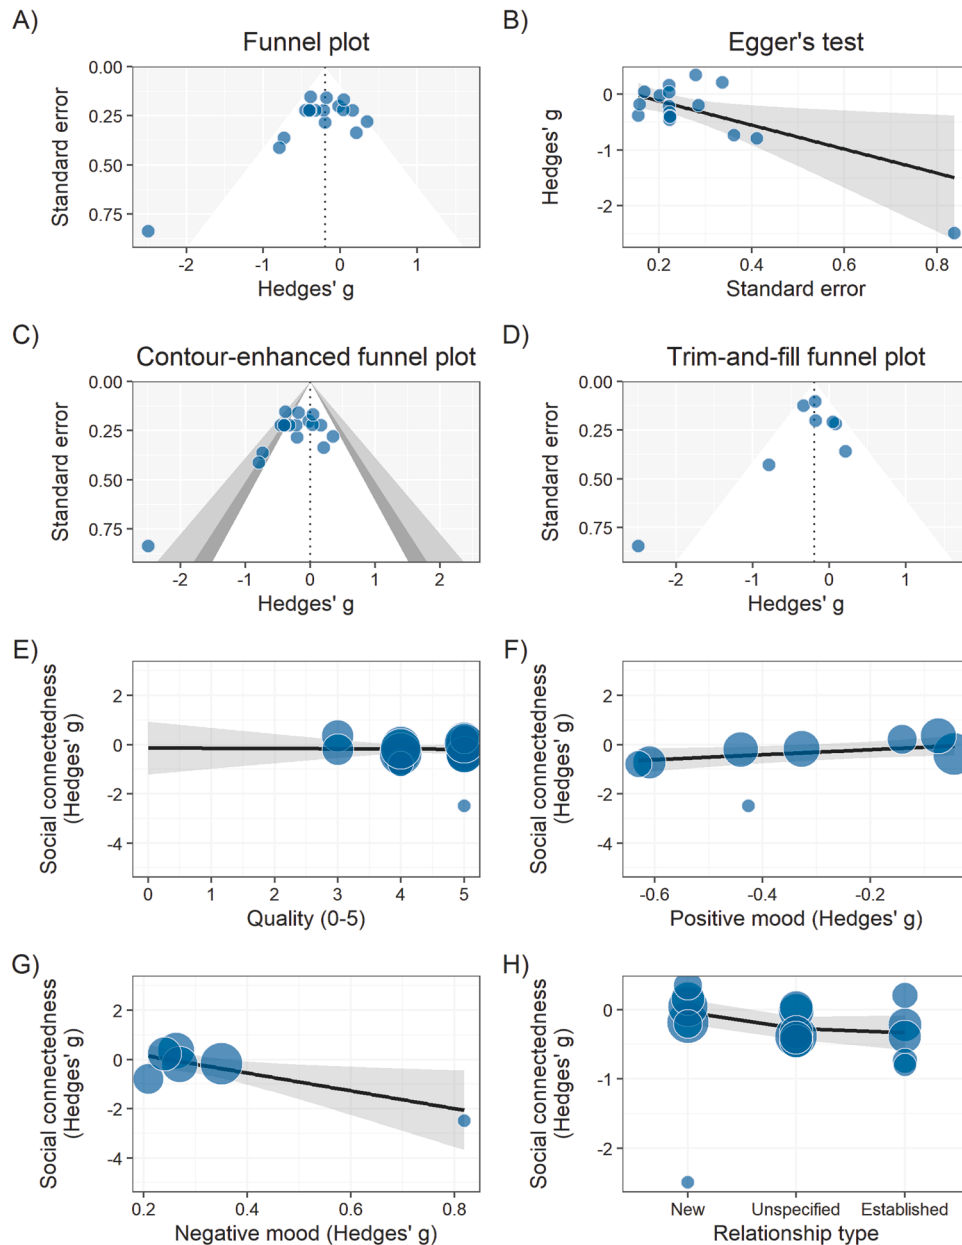 A)
Funnel plot
0.00
0.25
0.50
0.75
Standard error
-2
-1
0
1
Hedges' g
B)
Egger's test
0
-1
-2
Hedges' g
0.2
0.4
0.6
0.8
Standard error
C)
Contour-enhanced funnel plot
0.00
0.25
0.50
0.75
Standard error
-2
-1
0
1
2
Hedges' g
D)
Trim-and-fill funnel plot
0.00
0.25
0.50
0.75
Standard error
-2
-1
0
1
Hedges' g
E)
2
0
-2
-4
Social connectedness
(Hedges' g)
0
1
2
3
4
5
Quality (0-5)
F)
2
0
-2
-4
Social connectedness
(Hedges' g)
-0.6
-0.4
-0.2
Positive mood (Hedges' g)
G)
2
0
-2
-4
Social connectedness
(Hedges' g)
0.2
0.4
0.6
0.8
Negative mood (Hedges' g)
H)
0
-1
-2
Social connectedness
(Hedges' g)
New
Unspecified
Established
Relationship type